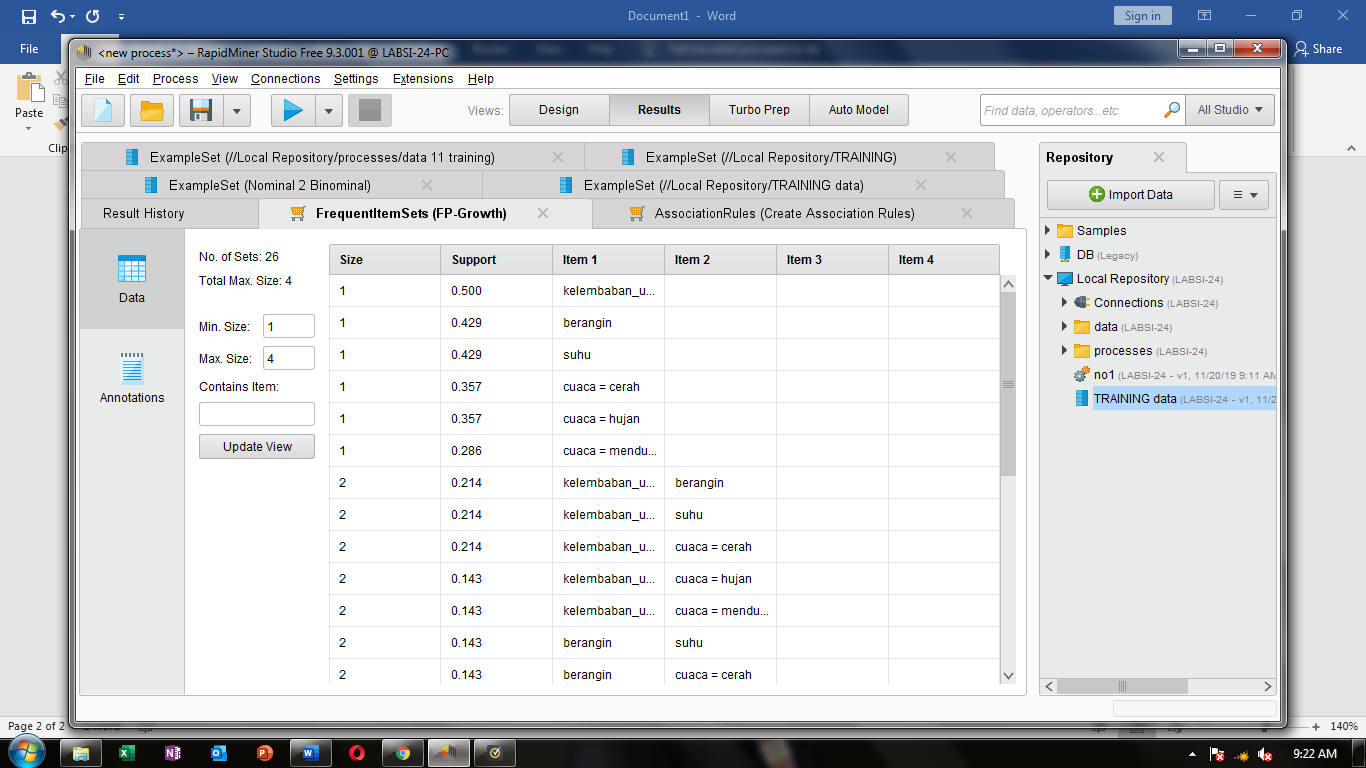 Document1 - Word
Sign in
File
Share
Paste
Clip
<new process*> – RapidMiner Studio Free 9.3.001 @ LABSI-24-PC
File Edit Process View Connections Settings Extensions Help
Views: Design Results Turbo Prep Auto Model
Find data, operators...etc
All Studio
ExampleSet (//Local Repository/processes/data 11 training)
ExampleSet (//Local Repository/TRAINING)
ExampleSet (Nominal 2 Binominal)
ExampleSet (//Local Repository/TRAINING data)
Result History
FrequentItemSets (FP-Growth)
AssociationRules (Create Association Rules)
Data
Annotations
No. of Sets: 26
Total Max. Size: 4
Min. Size: 1
Max. Size: 4
Contains Item:
Update View
Size Support Item 1 Item 2 Item 3 Item 4
1 0.500 kelembaban_u...
1 0.429 berangin
1 0.429 suhu
1 0.357 cuaca = cerah
1 0.357 cuaca = hujan
1 0.286 cuaca = mendu...
2 0.214 kelembaban_u... berangin
2 0.214 kelembaban_u... suhu
2 0.214 kelembaban_u... cuaca = cerah
2 0.143 kelembaban_u... cuaca = hujan
2 0.143 kelembaban_u... cuaca = mendu...
2 0.143 berangin suhu
2 0.143 berangin cuaca = cerah
Repository
Import Data
Samples
DB (Legacy)
Local Repository (LABSI-24)
Connections (LABSI-24)
data (LABSI-24)
processes (LABSI-24)
no1 (LABSI-24 - v1, 11/20/19 9:11 AM
TRAINING data (LABSI-24 - v1, 11/2
Page 2 of 2
140%
9:22 AM